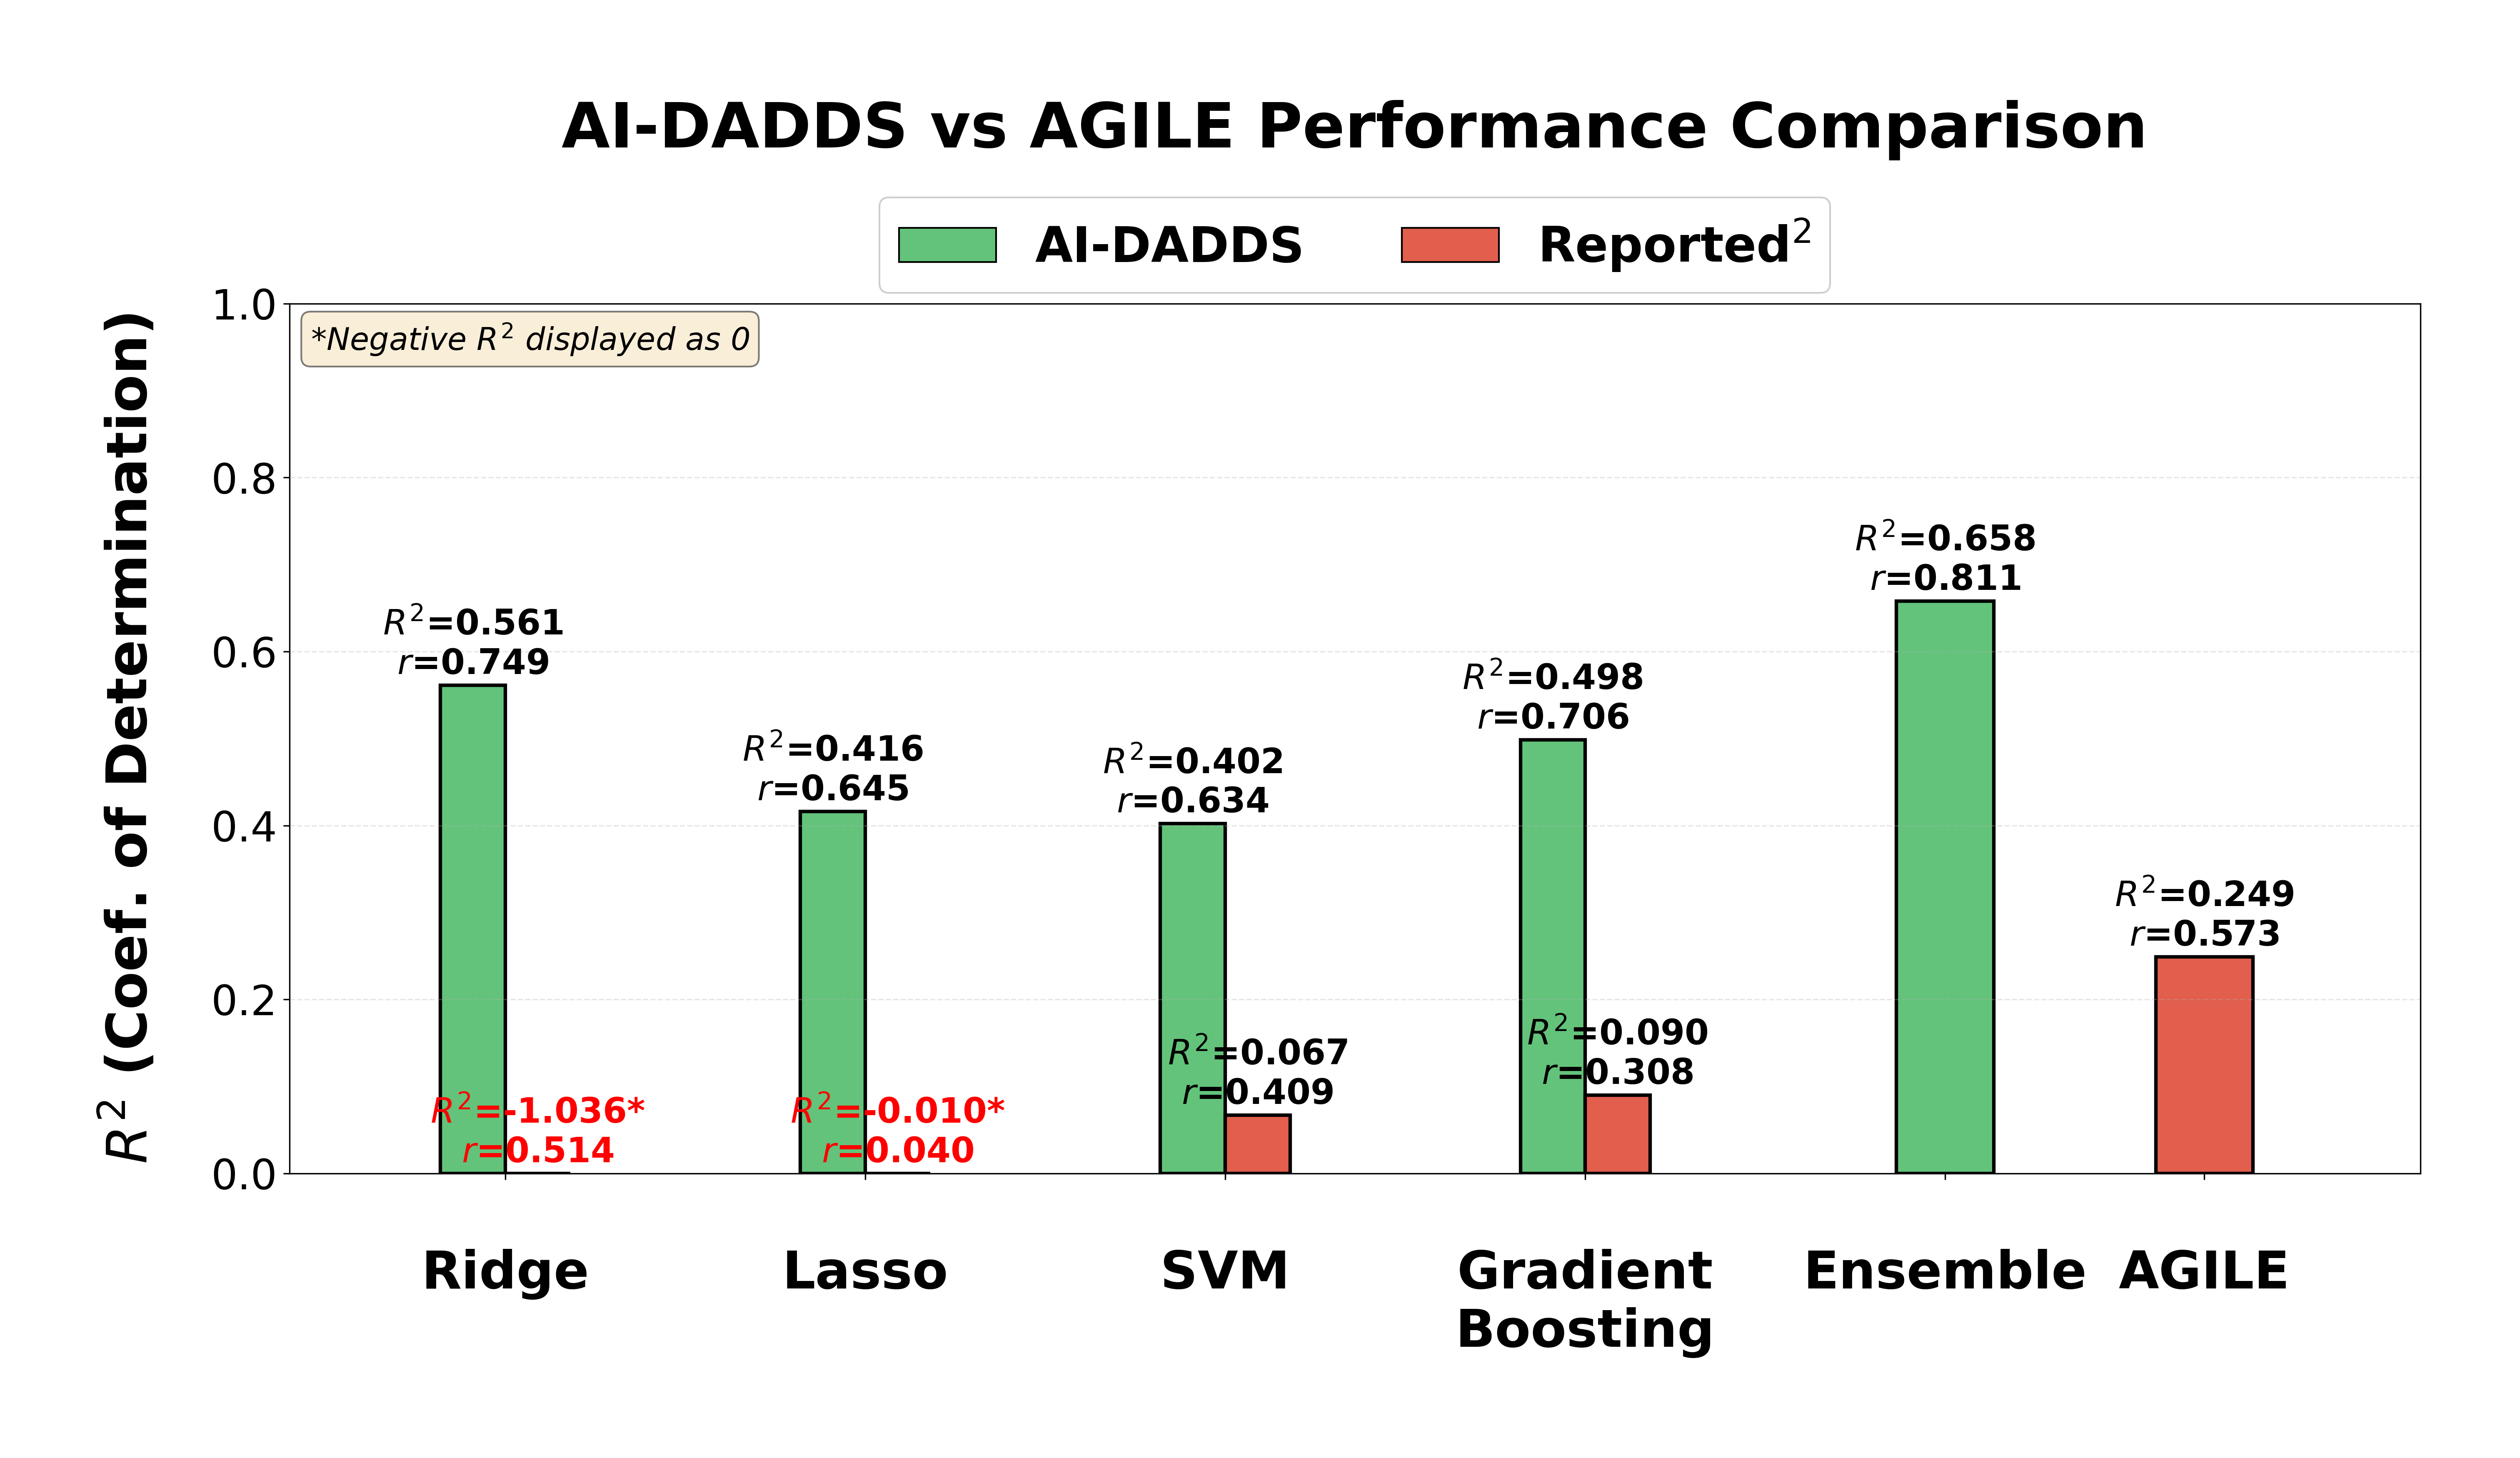 AI-DADDS vs AGILE Performance Comparison
AI-DADDS
Reported²
R² (Coef. of Determination)
1.0
0.8
0.6
0.4
0.2
0.0
*Negative R² displayed as 0
R²=0.561
r=0.749
R²=-1.036*
r=0.514
R²=0.416
r=0.645
R²=-0.010*
r=0.040
R²=0.402
r=0.634
R²=0.067
r=0.409
R²=0.498
r=0.706
R²=0.090
r=0.308
R²=0.658
r=0.811
R²=0.249
r=0.573
Ridge
Lasso
SVM
Gradient
Boosting
Ensemble
AGILE